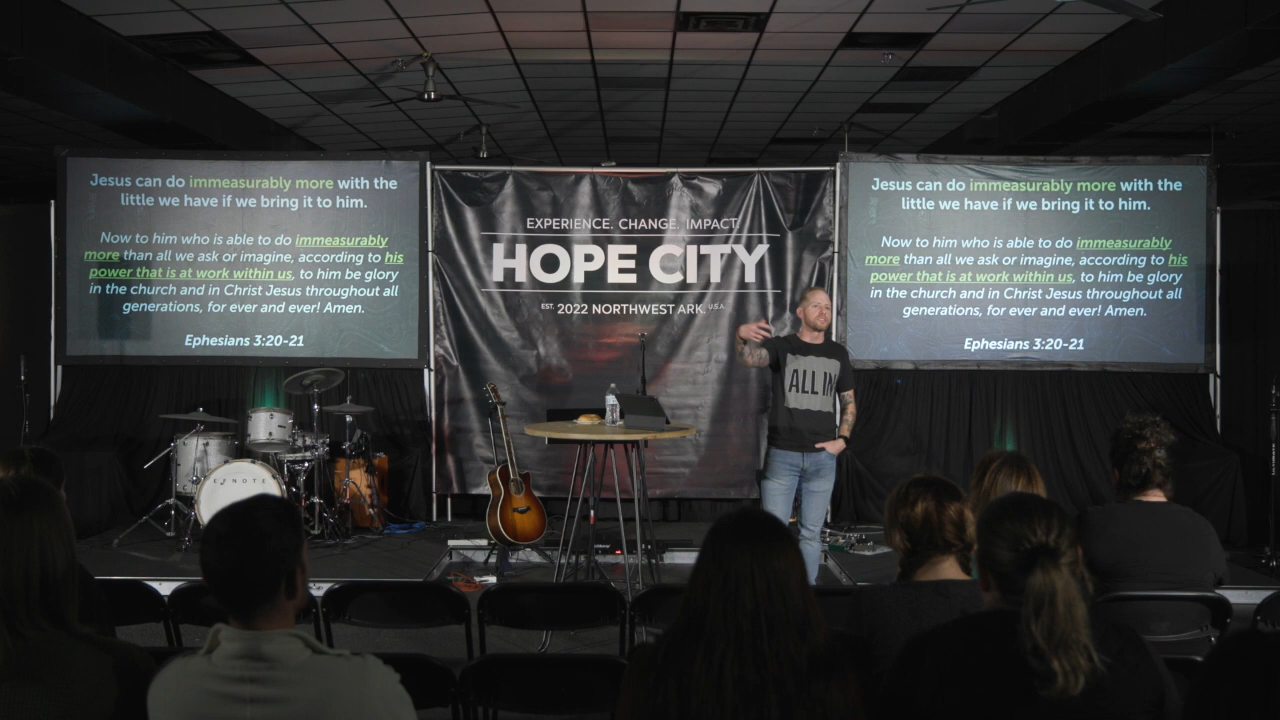 Jesus can do immeasurably more with the
little we have if we bring it to him.
Now to him who is able to do immeasurably
more than all we ask or imagine, according to his
power that is at work within us, to him be glory
in the church and in Christ Jesus throughout all
generations, for ever and ever! Amen.
Ephesians 3:20-21
EXPERIENCE. CHANGE. IMPACT.
HOPE CITY
EST. 2022 NORTHWEST ARK. U.S.A.
ALL IN
Jesus can do immeasurably more with the
little we have if we bring it to him.
Now to him who is able to do immeasurably
more than all we ask or imagine, according to his
power that is at work within us, to him be glory
in the church and in Christ Jesus throughout all
generations, for ever and ever! Amen.
Ephesians 3:20-21